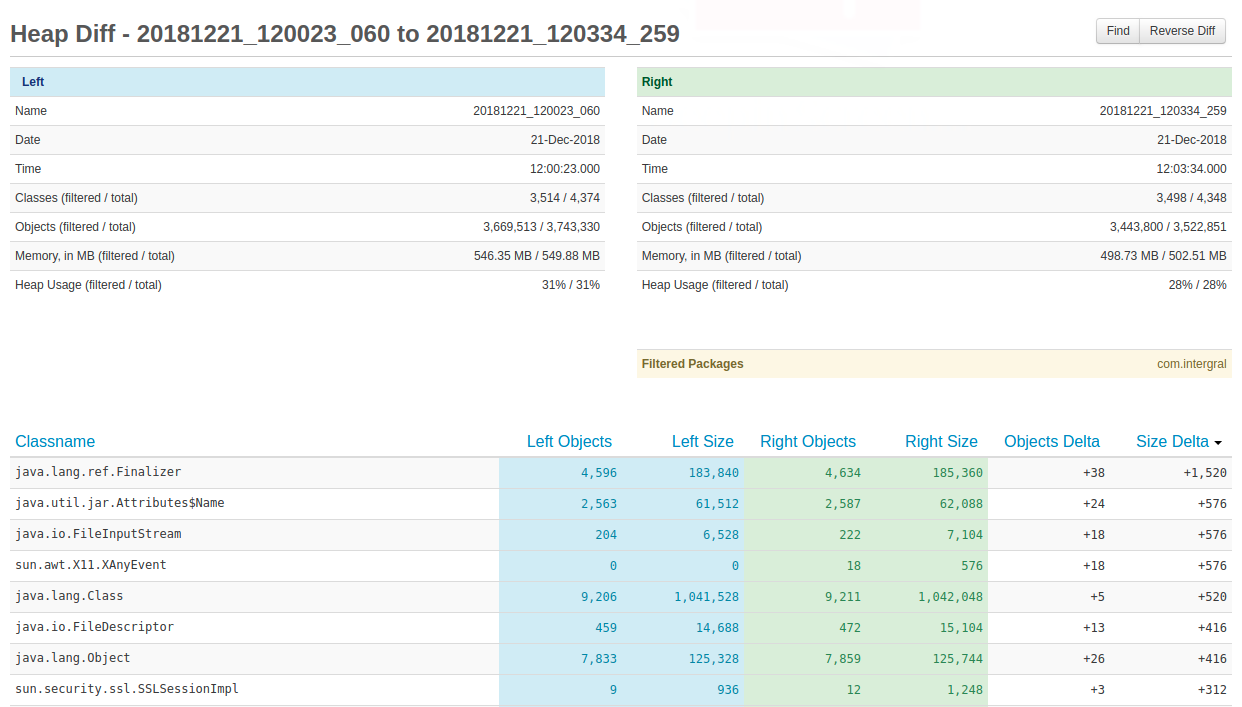 Heap Diff - 20181221_120023_060 to 20181221_120334_259
Find Reverse Diff
Left
Name 20181221_120023_060
Date 21-Dec-2018
Time 12:00:23.000
Classes (filtered / total) 3,514 / 4,374
Objects (filtered / total) 3,669,513 / 3,743,330
Memory, in MB (filtered / total) 546.35 MB / 549.88 MB
Heap Usage (filtered / total) 31% / 31%
Right
Name 20181221_120334_259
Date 21-Dec-2018
Time 12:03:34.000
Classes (filtered / total) 3,498 / 4,348
Objects (filtered / total) 3,443,800 / 3,522,851
Memory, in MB (filtered / total) 498.73 MB / 502.51 MB
Heap Usage (filtered / total) 28% / 28%
Filtered Packages com.intergral
Classname Left Objects Left Size Right Objects Right Size Objects Delta Size Delta
java.lang.ref.Finalizer 4,596 183,840 4,634 185,360 +38 +1,520
java.util.jar.Attributes$Name 2,563 61,512 2,587 62,088 +24 +576
java.io.FileInputStream 204 6,528 222 7,104 +18 +576
sun.awt.X11.XAnyEvent 0 0 18 576 +18 +576
java.lang.Class 9,206 1,041,528 9,211 1,042,048 +5 +520
java.io.FileDescriptor 459 14,688 472 15,104 +13 +416
java.lang.Object 7,833 125,328 7,859 125,744 +26 +416
sun.security.ssl.SSLSessionImpl 9 936 12 1,248 +3 +312